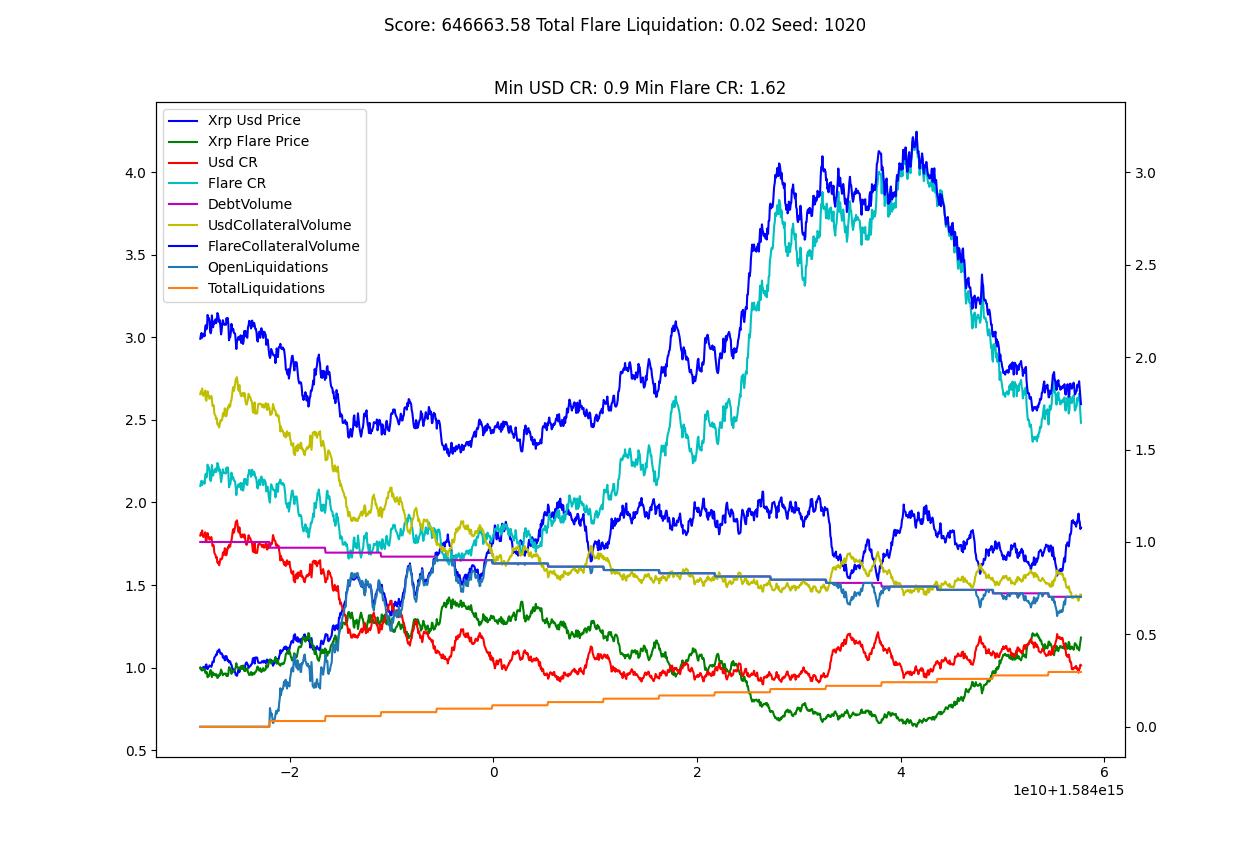 Score: 646663.58 Total Flare Liquidation: 0.02 Seed: 1020
Min USD CR: 0.9 Min Flare CR: 1.62
Xrp Usd Price
Xrp Flare Price
Usd CR
Flare CR
DebtVolume
UsdCollateralVolume
FlareCollateralVolume
OpenLiquidations
TotalLiquidations
4.0
3.5
3.0
2.5
2.0
1.5
1.0
0.5
3.0
2.5
2.0
1.5
1.0
0.5
0.0
−2 0 2 4 6
1e10+1.584e15